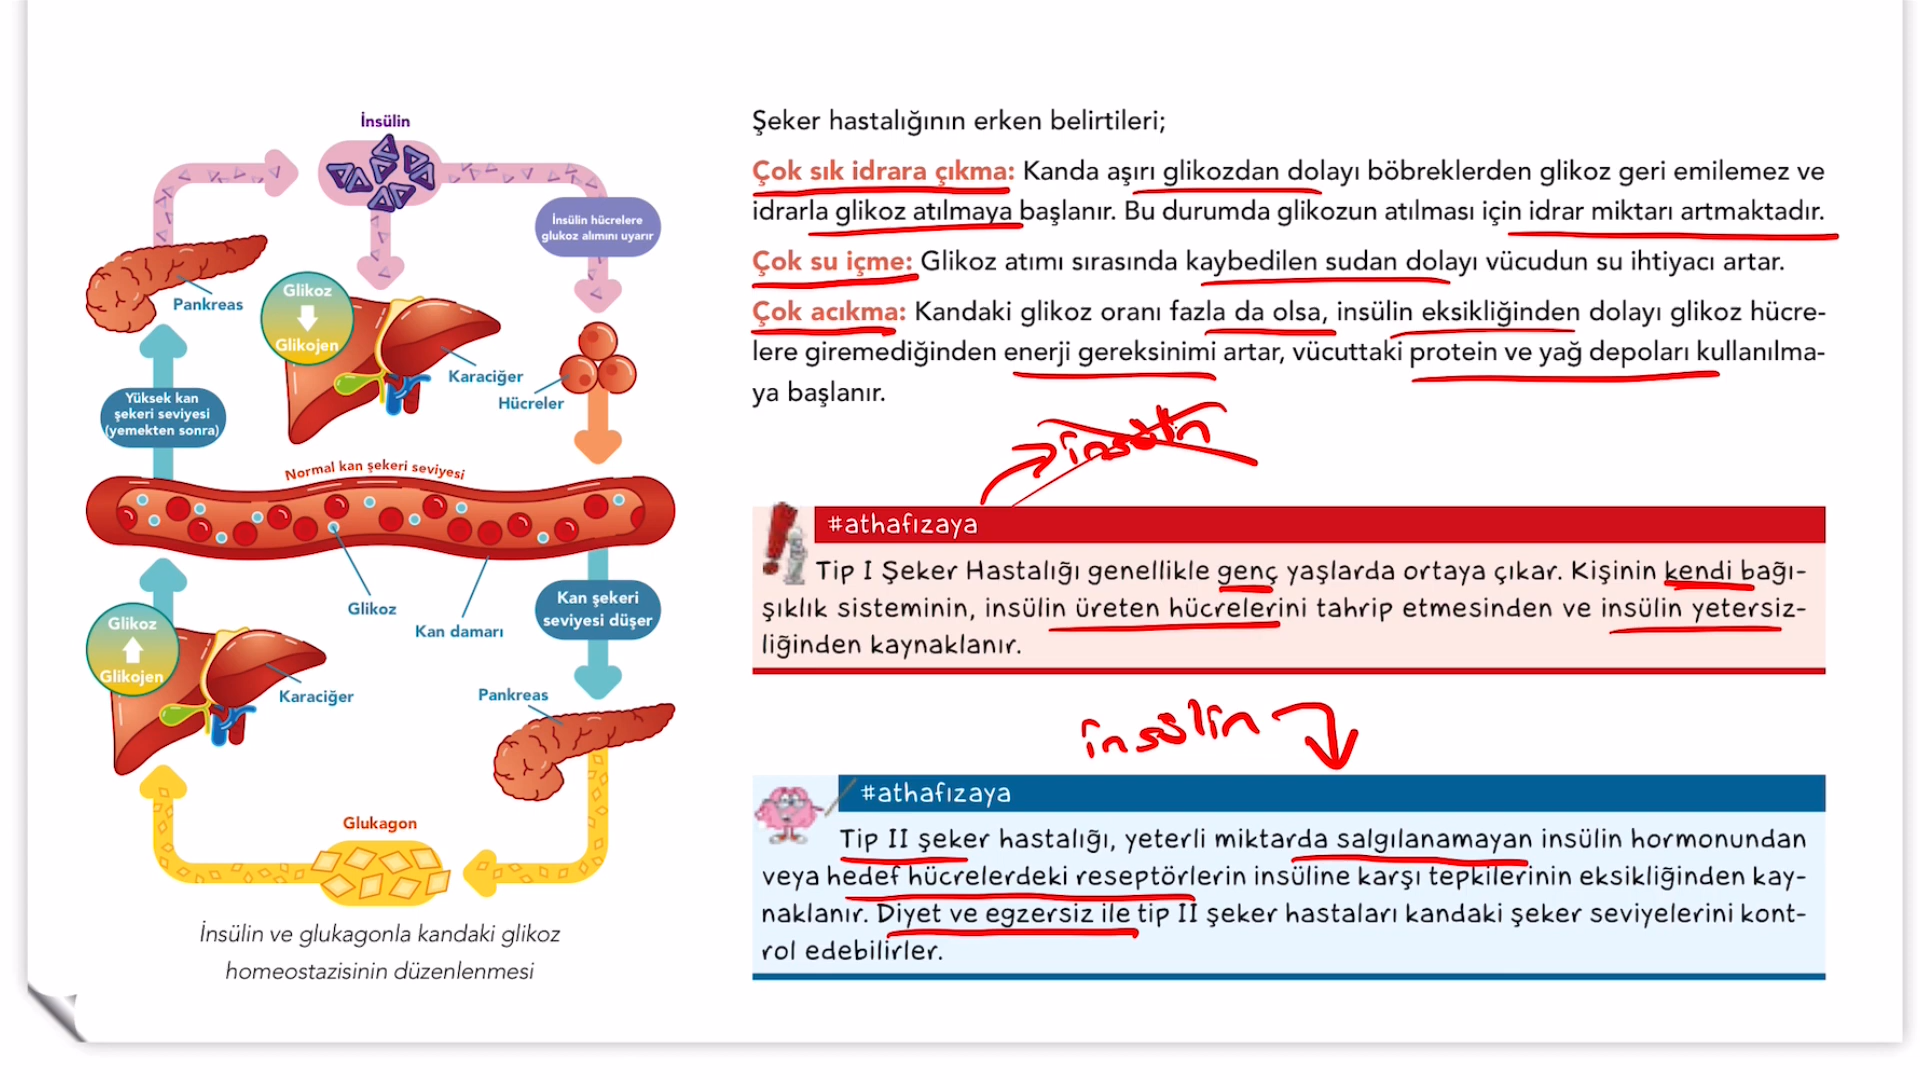 İnsülin
İnsülin hücrelere
glukoz alımını uyarır
Pankreas
Glikoz
Glikojen
Karaciğer
Hücreler
Yüksek kan
şekeri seviyesi
(yemekten sonra)
Normal kan şekeri seviyesi
Glikoz
Kan damarı
Kan şekeri
seviyesi düşer
Glikoz
Glikojen
Karaciğer
Pankreas
Glukagon
İnsülin ve glukagonla kandaki glikoz
homeostazisinin düzenlenmesi
Şeker hastalığının erken belirtileri;
Çok sık idrara çıkma: Kanda aşırı glikozdan dolayı böbreklerden glikoz geri emilemez ve
idrarla glikoz atılmaya başlanır. Bu durumda glikozun atılması için idrar miktarı artmaktadır.
Çok su içme: Glikoz atımı sırasında kaybedilen sudan dolayı vücudun su ihtiyacı artar.
Çok acıkma: Kandaki glikoz oranı fazla da olsa, insülin eksikliğinden dolayı glikoz hücre-
lere giremediğinden enerji gereksinimi artar, vücuttaki protein ve yağ depoları kullanılma-
ya başlanır.
insülin
#athafızaya
Tip I Şeker Hastalığı genellikle genç yaşlarda ortaya çıkar. Kişinin kendi bağı-
şıklık sisteminin, insülin üreten hücrelerini tahrip etmesinden ve insülin yetersiz-
liğinden kaynaklanır.
insülin
#athafızaya
Tip II şeker hastalığı, yeterli miktarda salgılanamayan insülin hormonundan
veya hedef hücrelerdeki reseptörlerin insüline karşı tepkilerinin eksikliğinden kay-
naklanır. Diyet ve egzersiz ile tip II şeker hastaları kandaki şeker seviyelerini kont-
rol edebilirler.